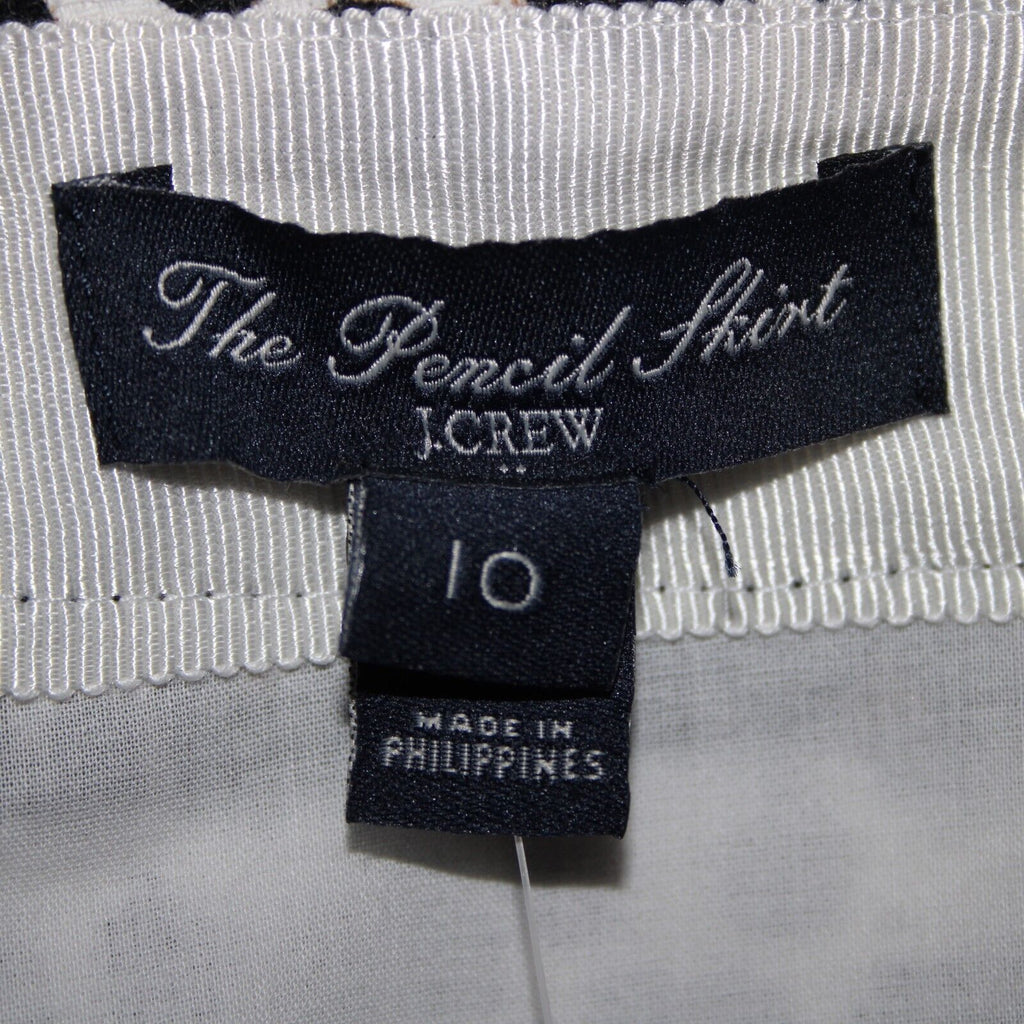 The Pencil Skirt
J.CREW
10
MADE IN
PHILIPPINES